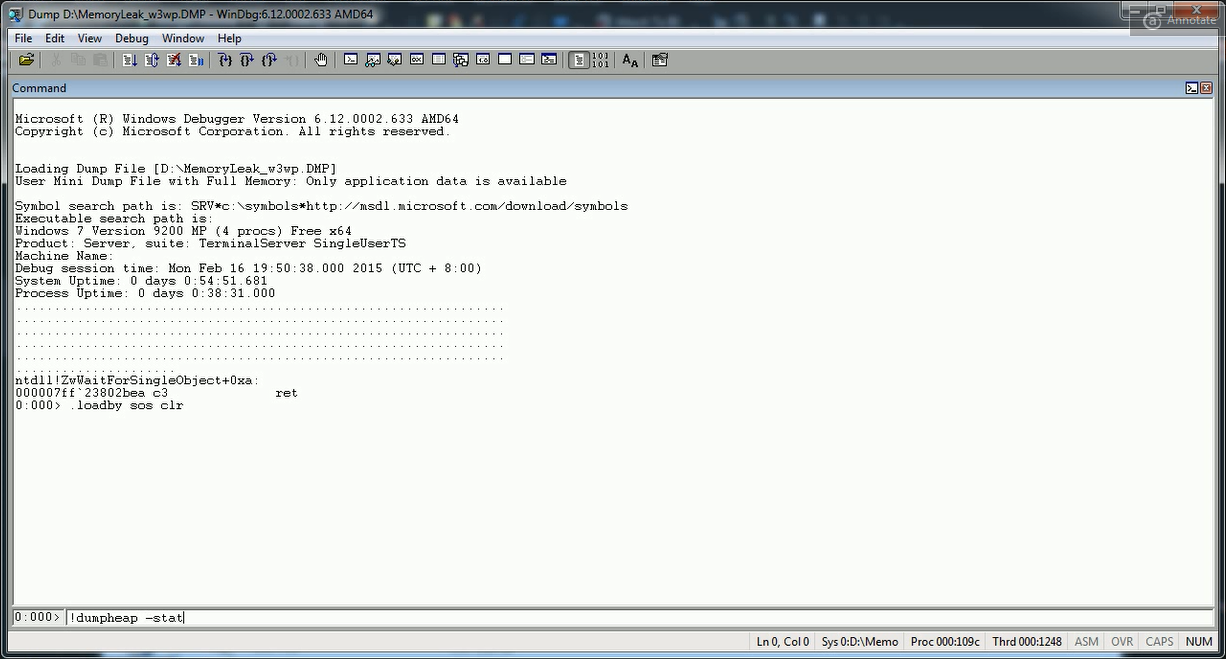 Dump D:\MemoryLeak_w3wp.DMP - WinDbg:6.12.0002.633 AMD64
Annotate
File Edit View Debug Window Help
Command
Microsoft (R) Windows Debugger Version 6.12.0002.633 AMD64
Copyright (c) Microsoft Corporation. All rights reserved.
Loading Dump File [D:\MemoryLeak_w3wp.DMP]
User Mini Dump File with Full Memory: Only application data is available
Symbol search path is: SRV*c:\symbols*http://msdl.microsoft.com/download/symbols
Executable search path is:
Windows 7 Version 9200 MP (4 procs) Free x64
Product: Server, suite: TerminalServer SingleUserTS
Machine Name:
Debug session time: Mon Feb 16 19:50:38.000 2015 (UTC + 8:00)
System Uptime: 0 days 0:54:51.681
Process Uptime: 0 days 0:38:31.000
................................................................
................................................................
................................................................
................................................................
.....................
ntdll!ZwWaitForSingleObject+0xa:
000007ff`23802bea c3 ret
0:000> .loadby sos clr
0:000> !dumpheap -stat
Ln 0, Col 0 Sys 0:D:\Memo Proc 000:109c Thrd 000:1248 ASM OVR CAPS NUM